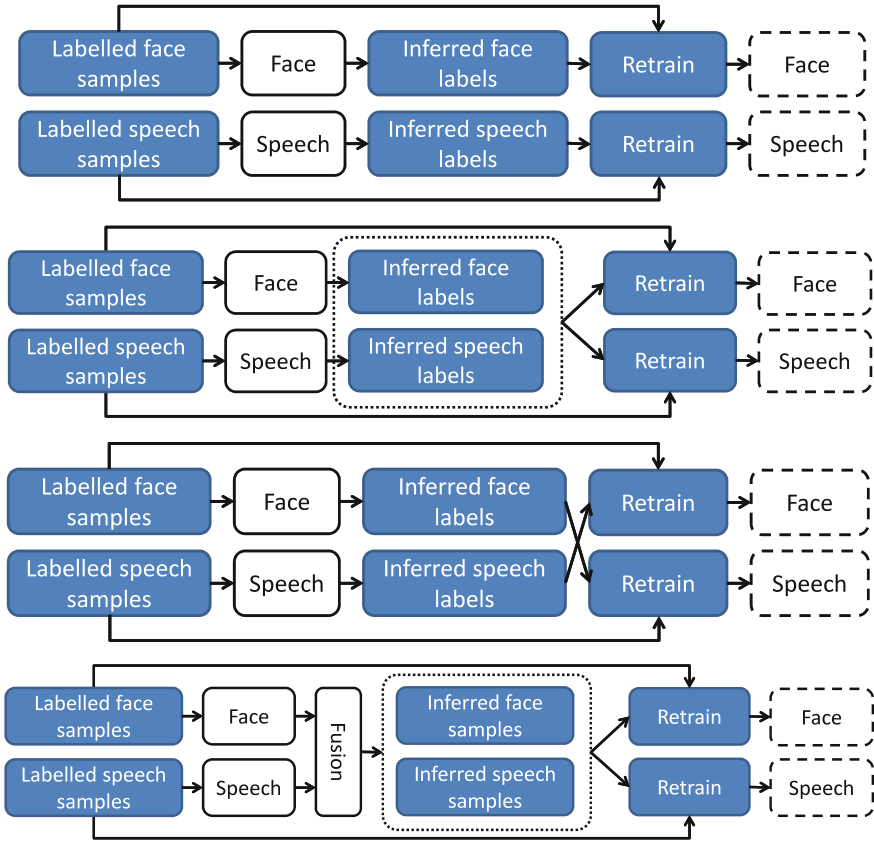 Labelled face
samples
Face
Inferred face
labels
Retrain
Face
Labelled speech
samples
Speech
Inferred speech
labels
Retrain
Speech
Labelled face
samples
Face
Inferred face
labels
Retrain
Face
Labelled speech
samples
Speech
Inferred speech
labels
Retrain
Speech
Labelled face
samples
Face
Inferred face
labels
Retrain
Face
Labelled speech
samples
Speech
Inferred speech
labels
Retrain
Speech
Labelled face
samples
Face
Fusion
Inferred face
samples
Retrain
Face
Labelled speech
samples
Speech
Inferred speech
samples
Retrain
Speech